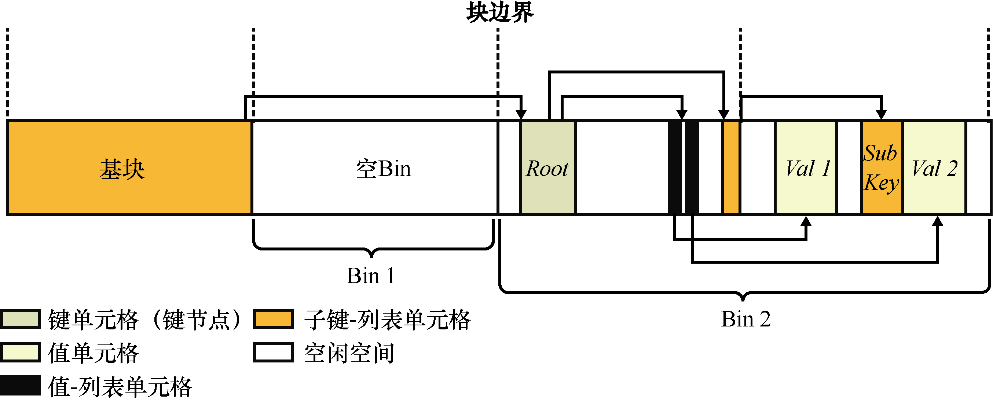 块边界
基块
空Bin
Root
Val 1
Sub
Key
Val 2
Bin 1
Bin 2
键单元格（键节点）
子键-列表单元格
值单元格
空闲空间
值-列表单元格